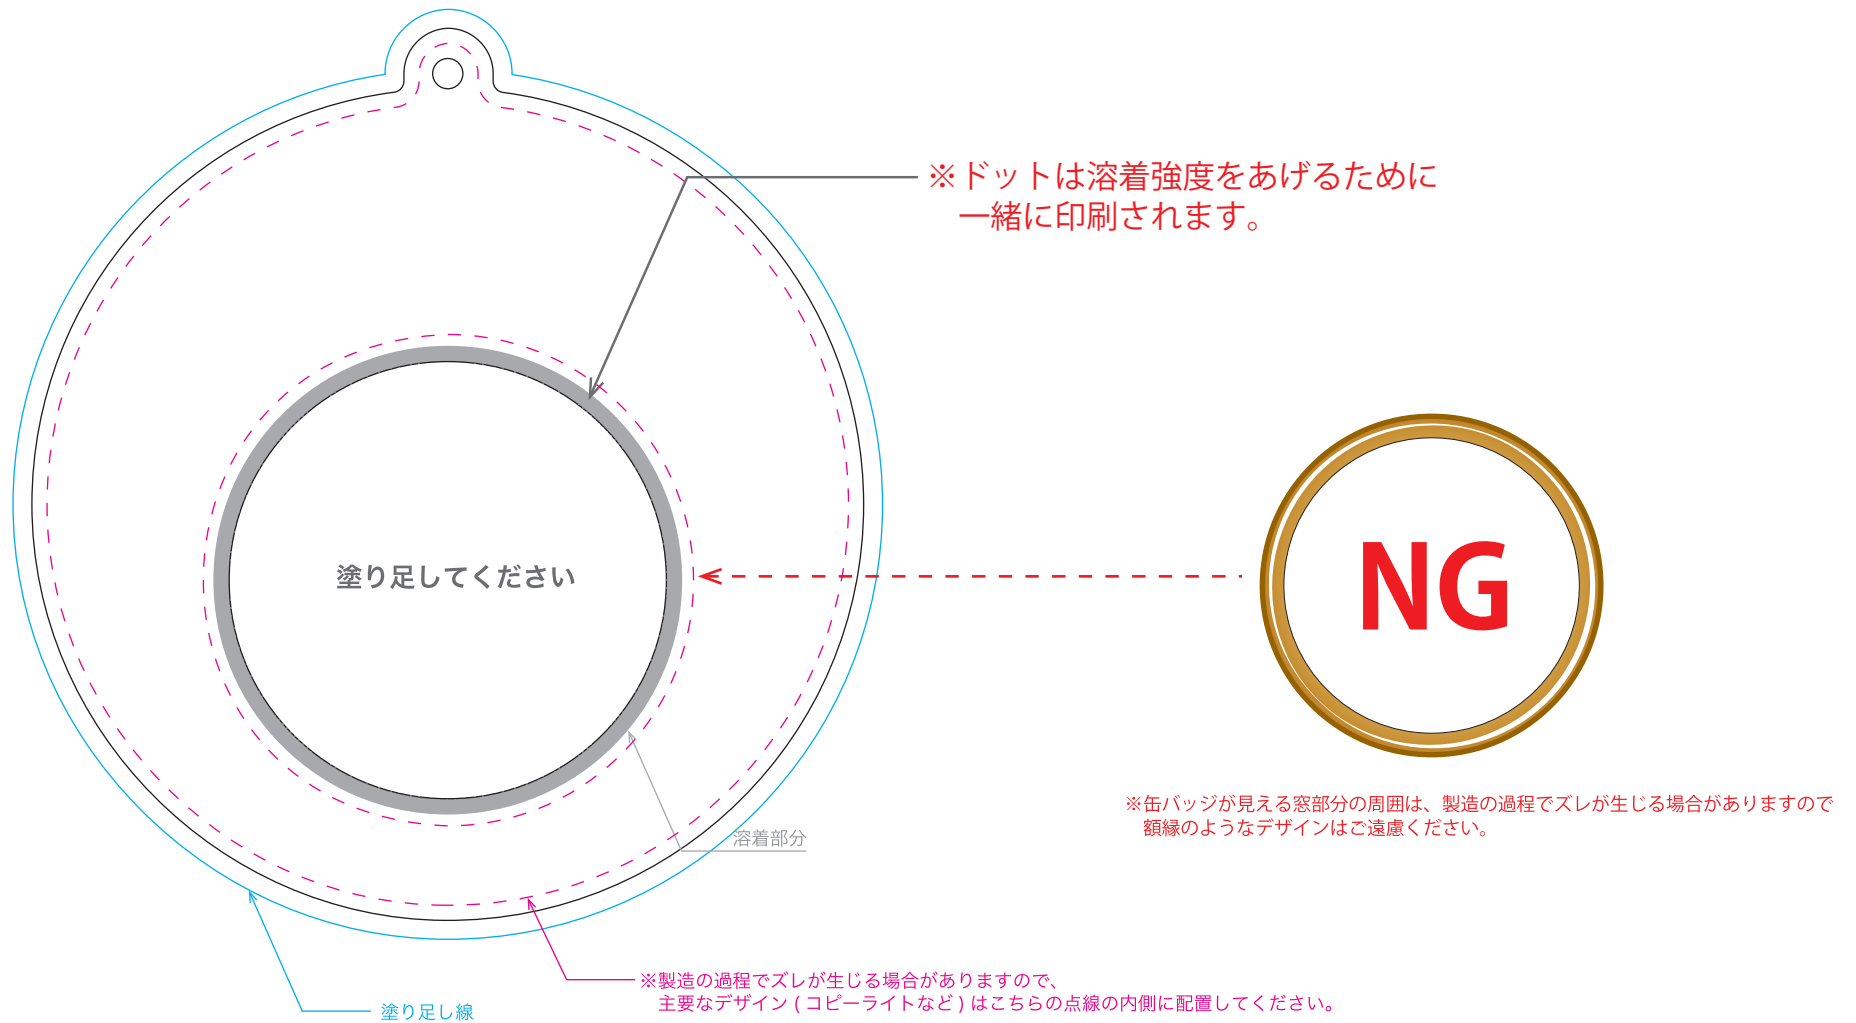 ※ドットは溶着強度をあげるために
一緒に印刷されます。
塗り足してください
NG
※缶バッジが見える窓部分の周囲は、製造の過程でズレが生じる場合がありますので
額縁のようなデザインはご遠慮ください。
溶着部分
※製造の過程でズレが生じる場合がありますので、
主要なデザイン ( コピーライトなど ) はこちらの点線の内側に配置してください。
塗り足し線